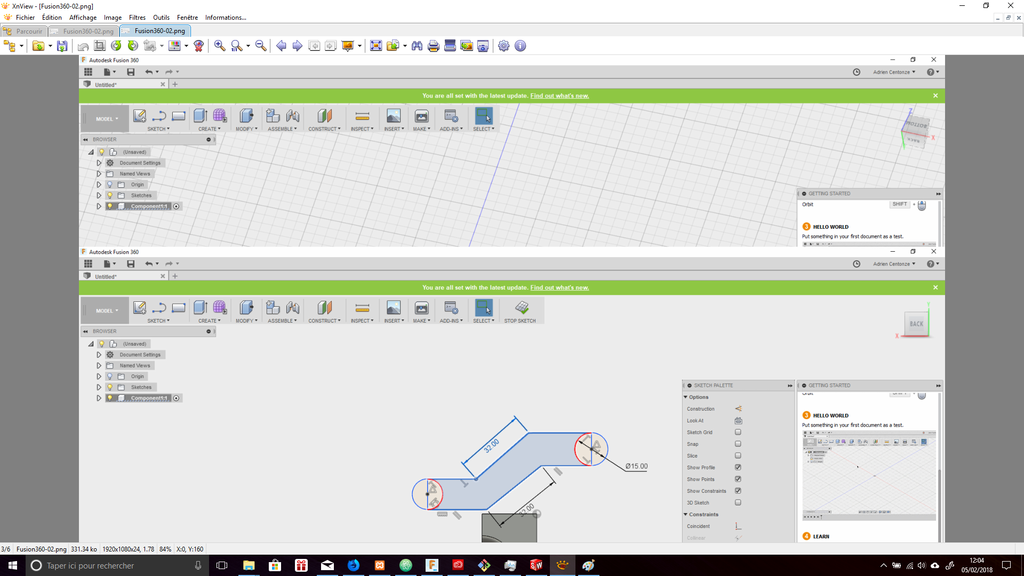 XnView - [Fusion360-02.png]
Fichier Édition Affichage Image Filtres Outils Fenêtre Informations...
Parcourir Fusion360-02.png Fusion360-02.png
Autodesk Fusion 360
Adrien Centonze
Untitled*
You are all set with the latest update. Find out what's new.
MODEL SKETCH CREATE MODIFY ASSEMBLE CONSTRUCT INSPECT INSERT MAKE ADD-INS SELECT
BROWSER
(Unsaved)
Document Settings
Named Views
Origin
Sketches
Component1:1
BOTTOM
X
GETTING STARTED
Orbit SHIFT +
3 HELLO WORLD
Put something in your first document as a test.
Autodesk Fusion 360
Adrien Centonze
Untitled*
You are all set with the latest update. Find out what's new.
MODEL SKETCH CREATE MODIFY ASSEMBLE CONSTRUCT INSPECT INSERT MAKE ADD-INS SELECT STOP SKETCH
BROWSER
(Unsaved)
Document Settings
Named Views
Origin
Sketches
Component1:1
BACK
X
33.00
Ø15.00
SKETCH PALETTE
Options
Construction
Look At
Sketch Grid
Snap
Slice
Show Profile
Show Points
Show Constraints
3D Sketch
Constraints
Coincident
GETTING STARTED
3 HELLO WORLD
Put something in your first document as a test.
4 LEARN
3/6 Fusion360-02.png 331.34 ko 1920x1080x24, 1.78 84% X:0, Y:160
Taper ici pour rechercher
12:04
05/02/2018